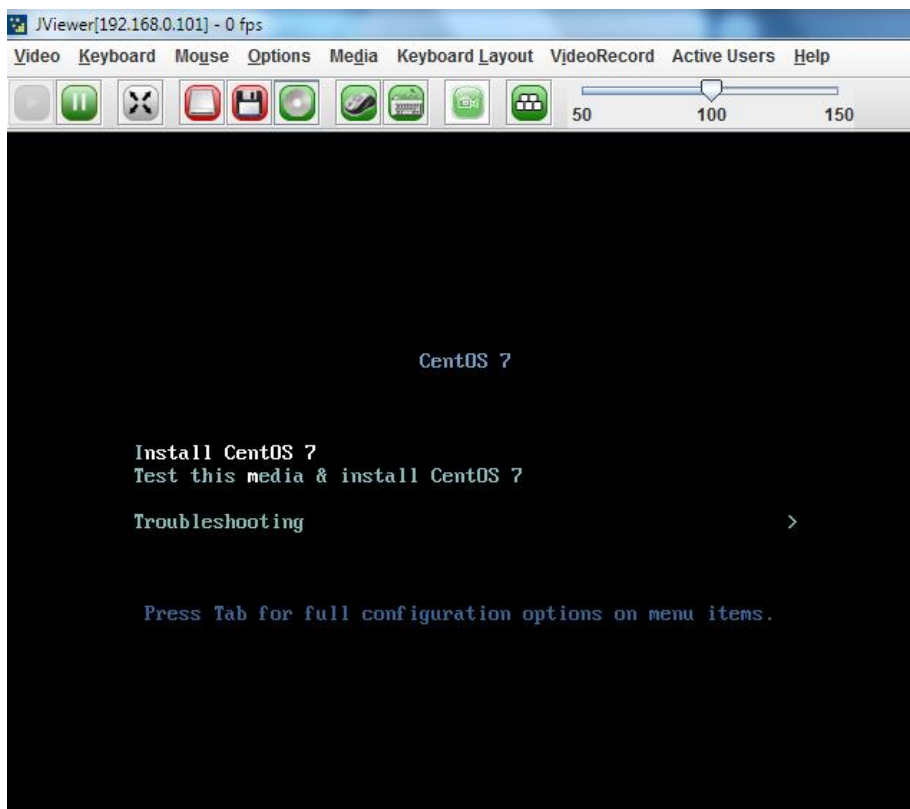 JViewer[192.168.0.101] - 0 fps
Video Keyboard Mouse Options Media Keyboard Layout VideoRecord Active Users Help
50 100 150
CentOS 7
Install CentOS 7
Test this media & install CentOS 7
Troubleshooting >
Press Tab for full configuration options on menu items.